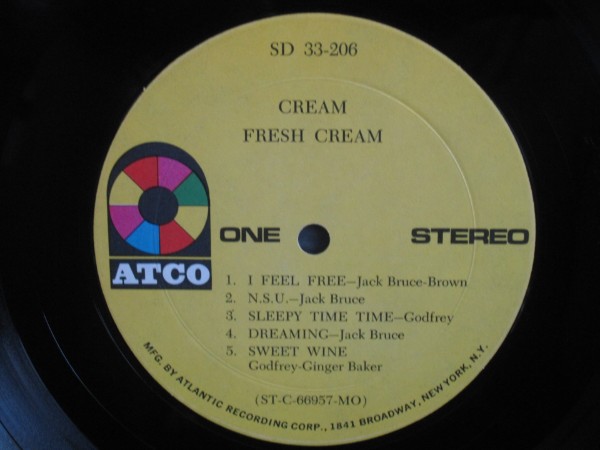 SD 33-206
CREAM
FRESH CREAM
ATCO
ONE
STEREO
1. I FEEL FREE—Jack Bruce-Brown
2. N.S.U.—Jack Bruce
3. SLEEPY TIME TIME—Godfrey
4. DREAMING—Jack Bruce
5. SWEET WINE
Godfrey-Ginger Baker
(ST-C-66957-MO)
MFG. BY ATLANTIC RECORDING CORP., 1841 BROADWAY, NEW YORK, N.Y.